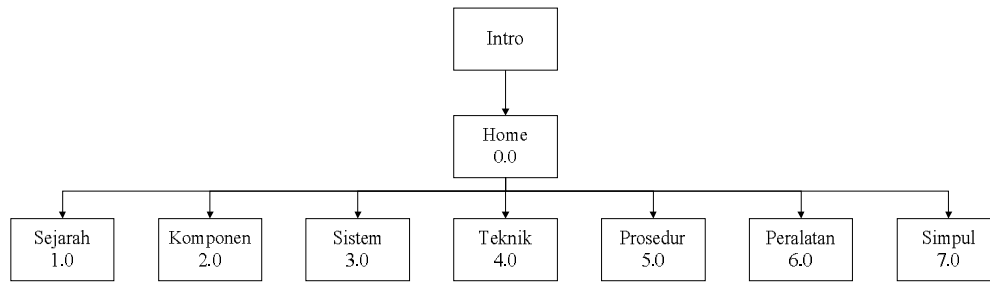 Intro
Home
0.0
Sejarah
1.0
Komponen
2.0
Sistem
3.0
Teknik
4.0
Prosedur
5.0
Peralatan
6.0
Simpul
7.0